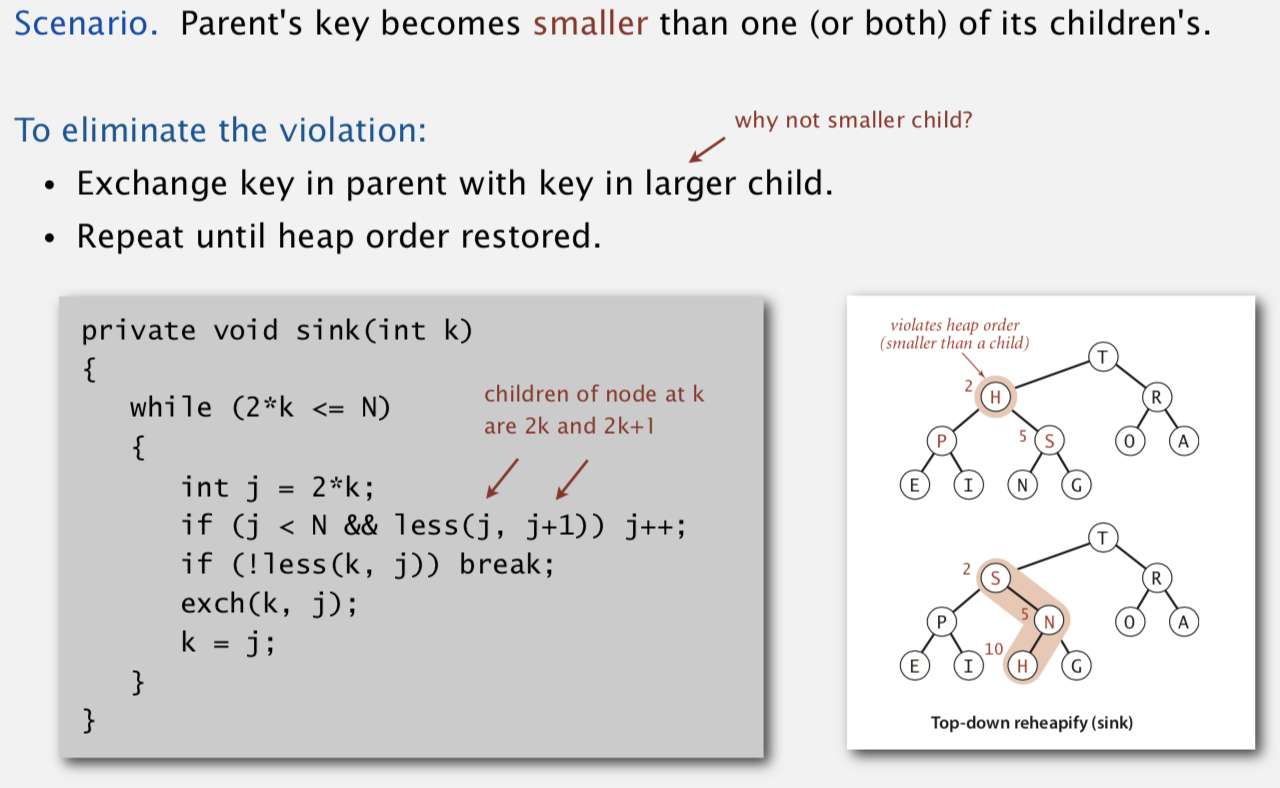 Scenario. Parent's key becomes smaller than one (or both) of its children's.
To eliminate the violation:
why not smaller child?
• Exchange key in parent with key in larger child.
• Repeat until heap order restored.
private void sink(int k)
{
while (2*k <= N)
{
int j = 2*k;
if (j < N && less(j, j+1)) j++;
if (!less(k, j)) break;
exch(k, j);
k = j;
}
}
children of node at k
are 2k and 2k+1
violates heap order
(smaller than a child)
T
2 H R
P 5 S O A
E I N G
T
2 S R
P 5 N O A
E I 10 H G
Top-down reheapify (sink)